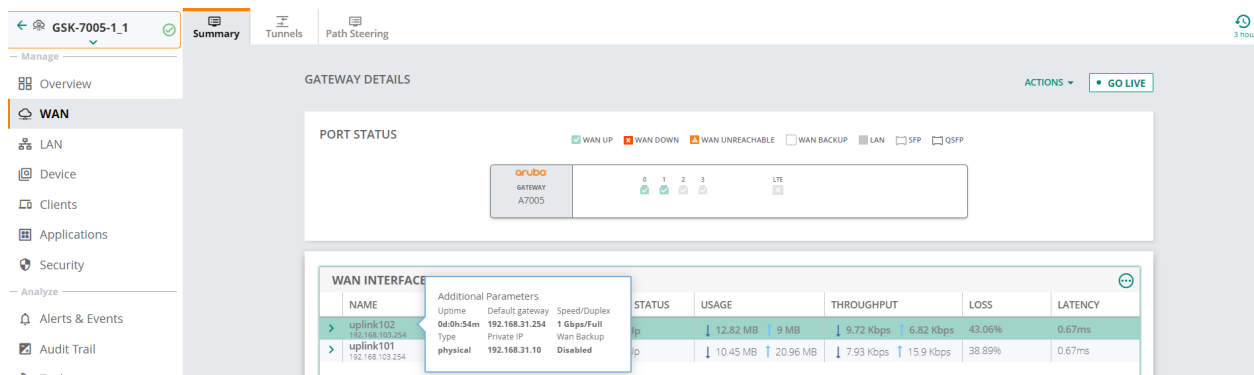 GSK-7005-1_1
Manage
Overview
WAN
LAN
Device
Clients
Applications
Security
Analyze
Alerts & Events
Audit Trail
Summary
Tunnels
Path Steering
3 hou
GATEWAY DETAILS
ACTIONS
GO LIVE
PORT STATUS
WAN UP WAN DOWN WAN UNREACHABLE WAN BACKUP LAN SFP QSFP
aruba
GATEWAY
A7005
0 1 2 3 LTE
WAN INTERFACE
NAME STATUS USAGE THROUGHPUT LOSS LATENCY
uplink102 Up 12.82 MB 9 MB 9.72 Kbps 6.82 Kbps 43.06% 0.67ms
192.168.103.254
uplink101 Up 10.45 MB 20.96 MB 7.93 Kbps 15.9 Kbps 38.89% 0.67ms
192.168.103.254
Additional Parameters
Uptime Default gateway Speed/Duplex
0d:0h:54m 192.168.31.254 1 Gbps/Full
Type Private IP Wan Backup
physical 192.168.31.10 Disabled